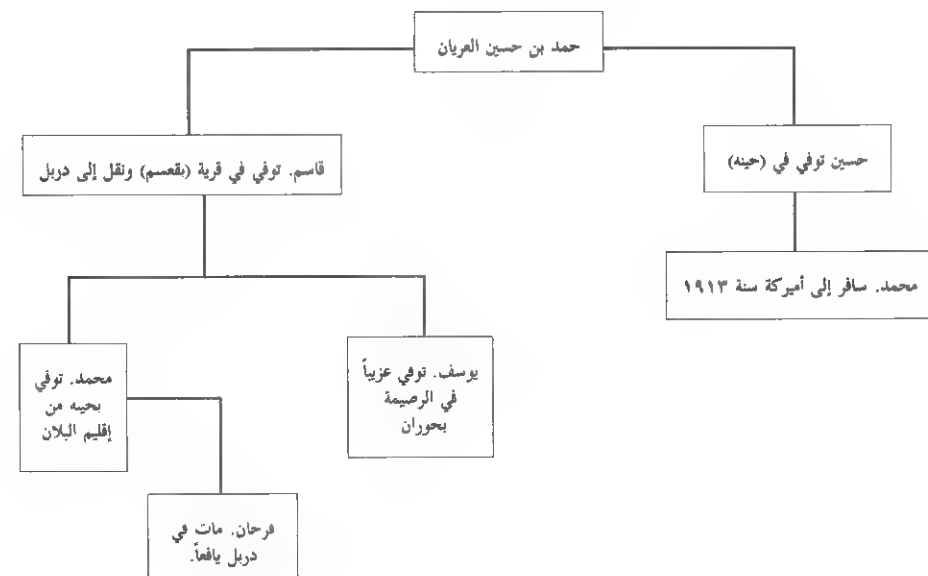 حمد بن حسين العريان
حسين توفي في (حينه)
قاسم. توفي في قرية (بقعسم) ونقل إلى دربل
محمد. سافر إلى أميركة سنة ١٩١٣
يوسف. توفي عزيباً
في الرصيمة
بحوران
محمد. توفي
بحينه من
إقليم البلان
فرحان. مات في
دربل يافعاً.